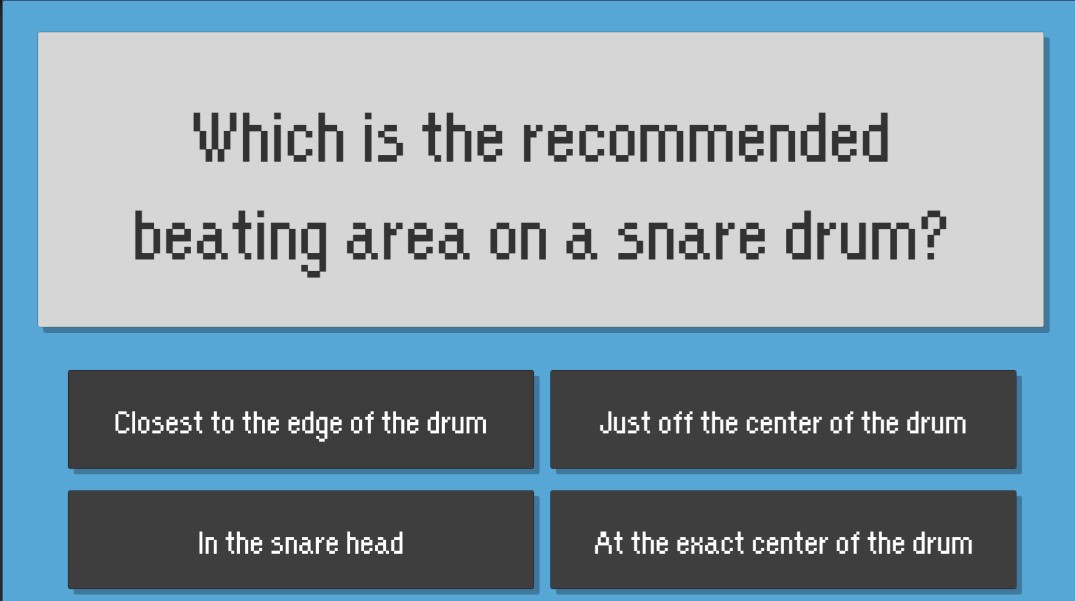 Which is the recommended
beating area on a snare drum?
Closest to the edge of the drum
Just off the center of the drum
In the snare head
At the exact center of the drum